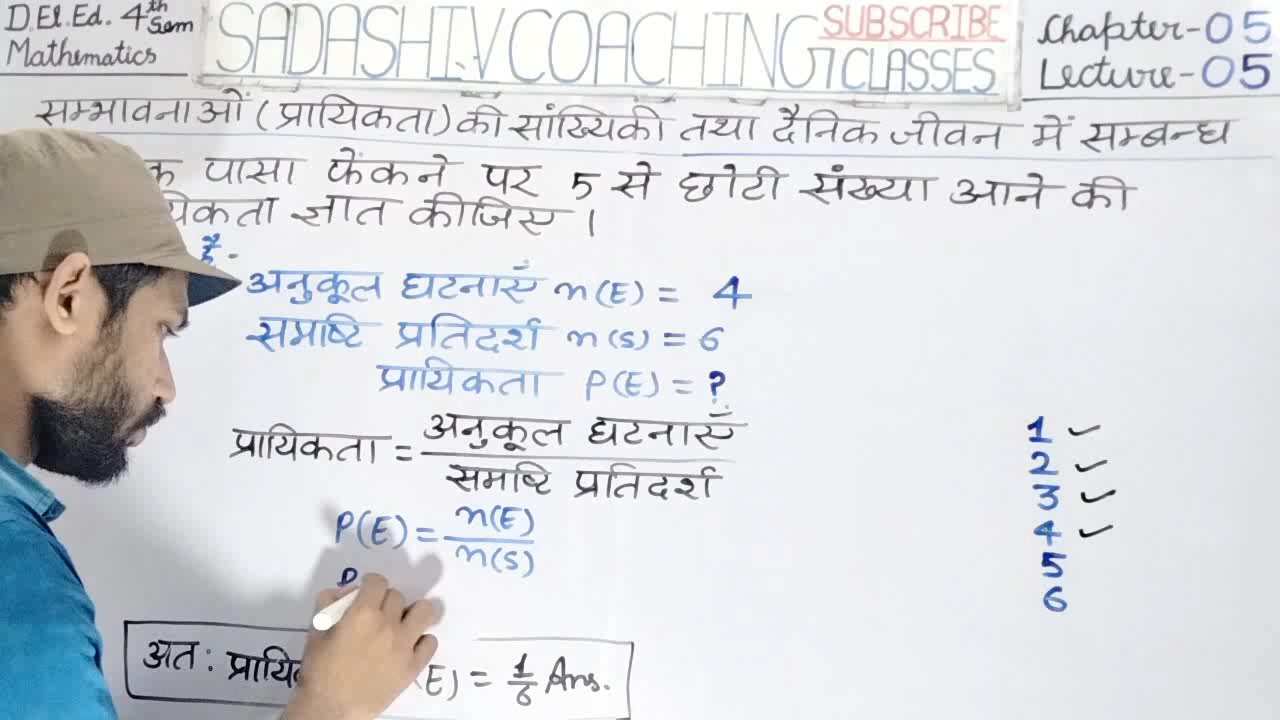 D.El.Ed. 4th Sem
Mathematics
SADASHIV COACHING CLASSES
SUBSCRIBE
Chapter-05
Lecture-05
सम्भावनाओं (प्रायिकता) की सांख्यिकी तथा दैनिक जीवन में सम्बन्ध
पासा फेंकने पर 5 से छोटी संख्या आने की
ज्ञात कीजिए।
है-
अनुकूल घटनाएँ n(E) = 4
समष्टि प्रतिदर्श n(s) = 6
प्रायिकता P(E) = ?
प्रायिकता = अनुकूल घटनाएँ
समष्टि प्रतिदर्श
P(E) = n(E)
n(s)
P
अतः प्रायि (E) = 1/6 Ans.
1 ✓
2 ✓
3 ✓
4 ✓
5
6